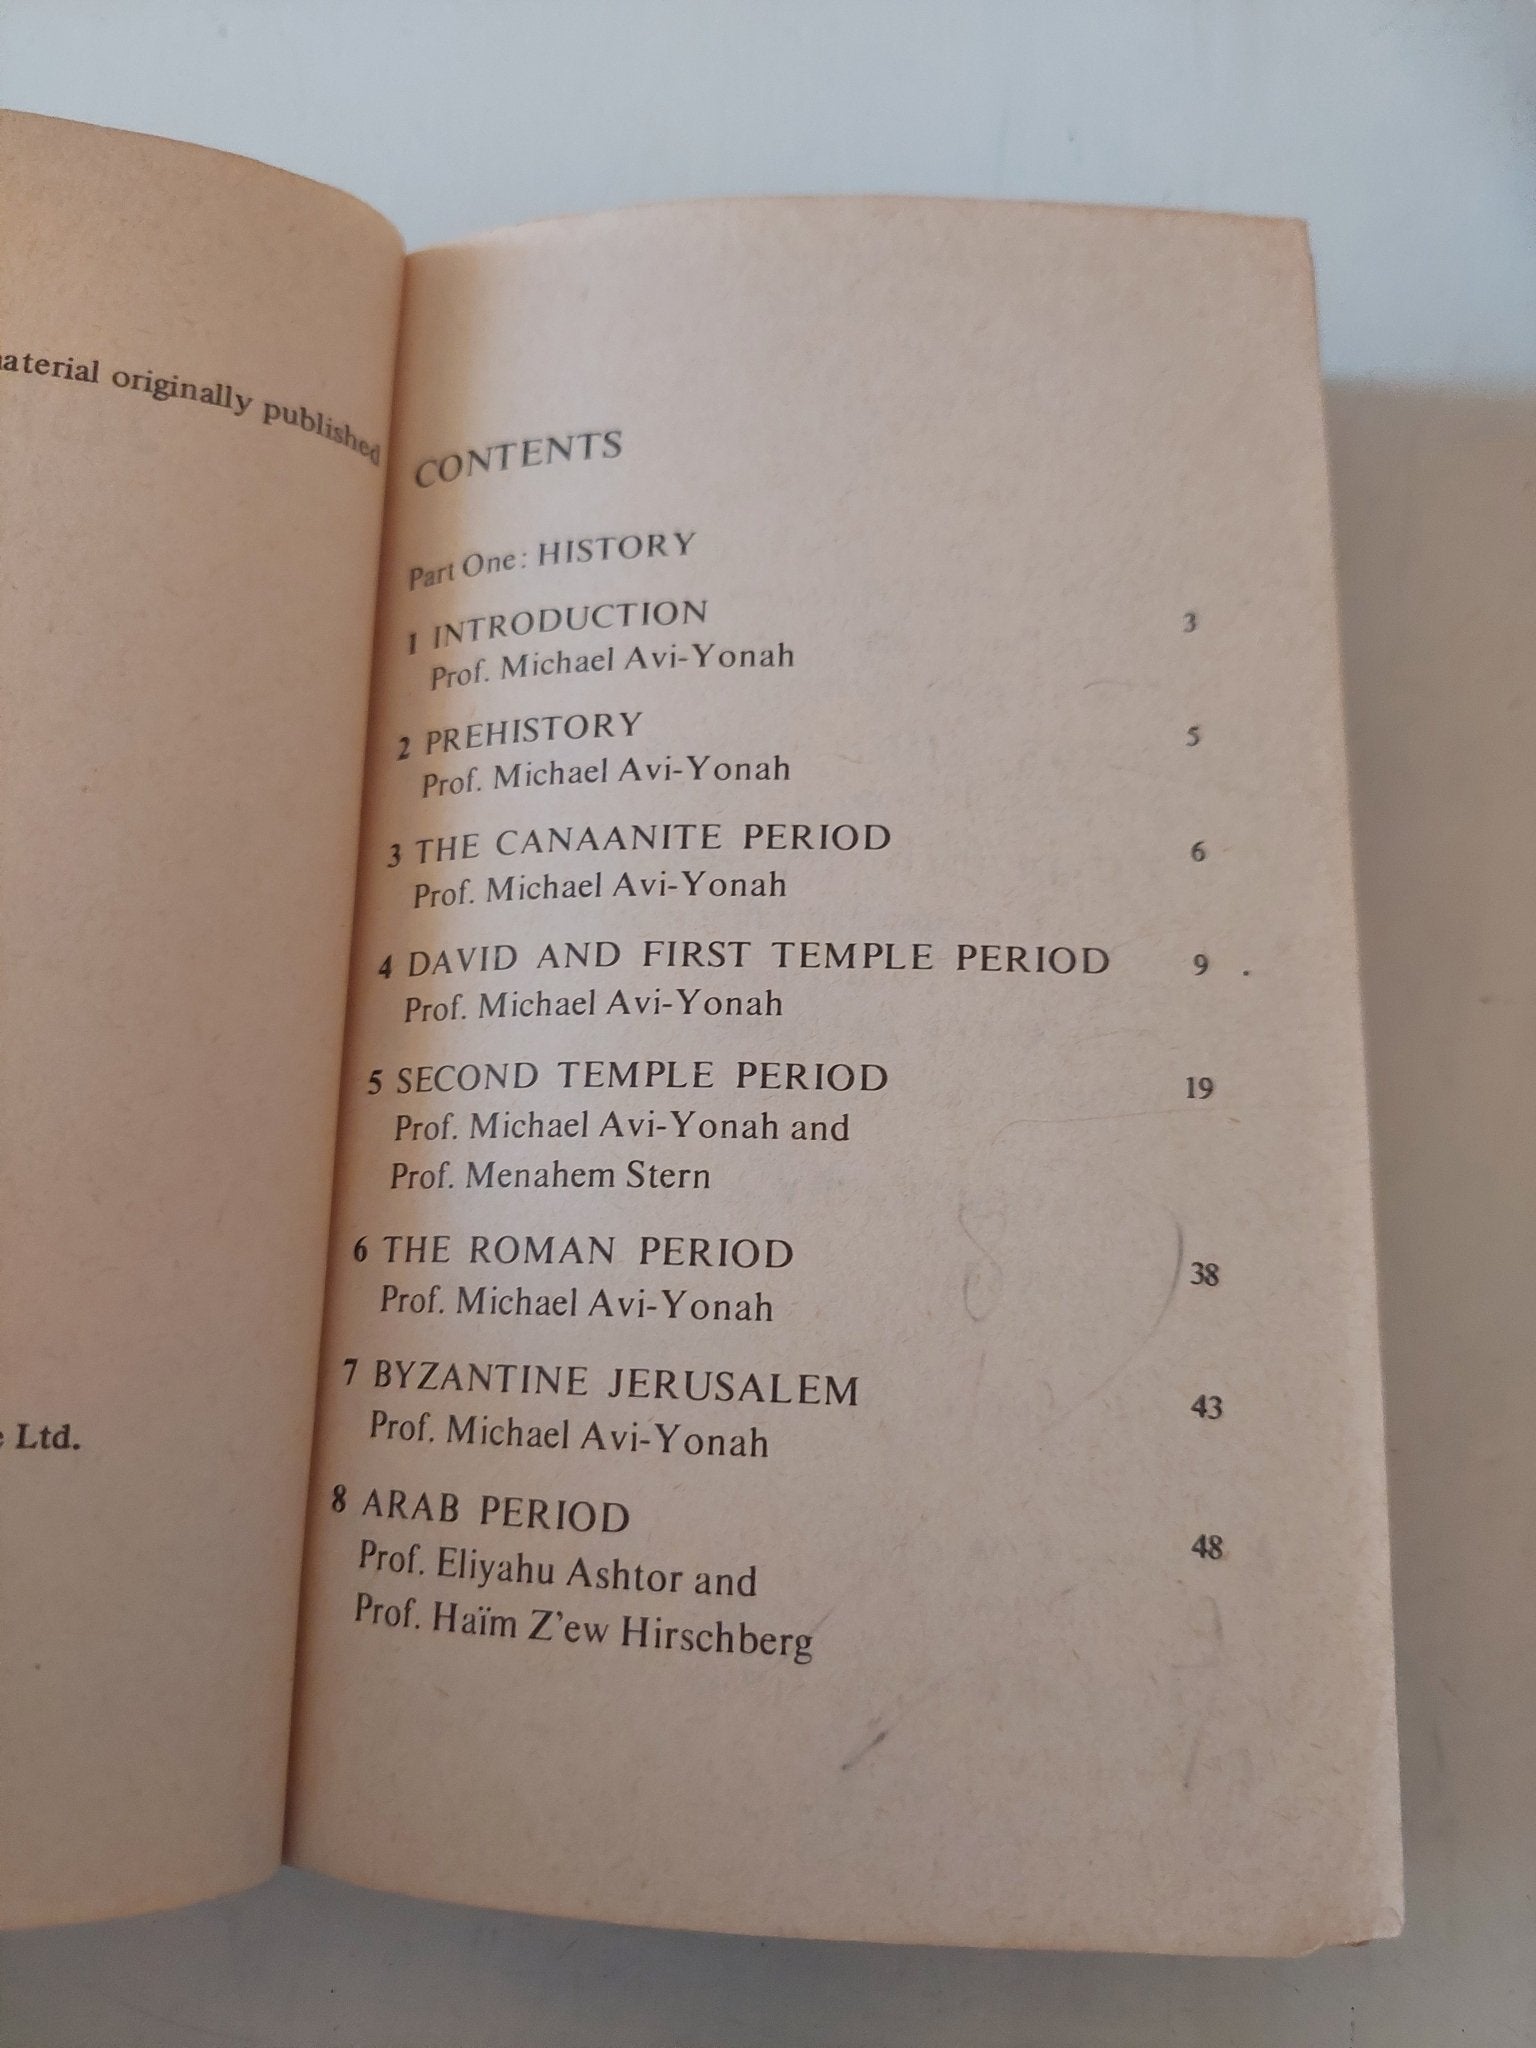 originally published
Ltd.
CONTENTS
Part One: HISTORY
1 INTRODUCTION 3
Prof. Michael Avi-Yonah
2 PREHISTORY 5
Prof. Michael Avi-Yonah
3 THE CANAANITE PERIOD 6
Prof. Michael Avi-Yonah
4 DAVID AND FIRST TEMPLE PERIOD 9
Prof. Michael Avi-Yonah
5 SECOND TEMPLE PERIOD 19
Prof. Michael Avi-Yonah and
Prof. Menahem Stern
6 THE ROMAN PERIOD 38
Prof. Michael Avi-Yonah
7 BYZANTINE JERUSALEM 43
Prof. Michael Avi-Yonah
8 ARAB PERIOD 48
Prof. Eliyahu Ashtor and
Prof. Haïm Z'ew Hirschberg